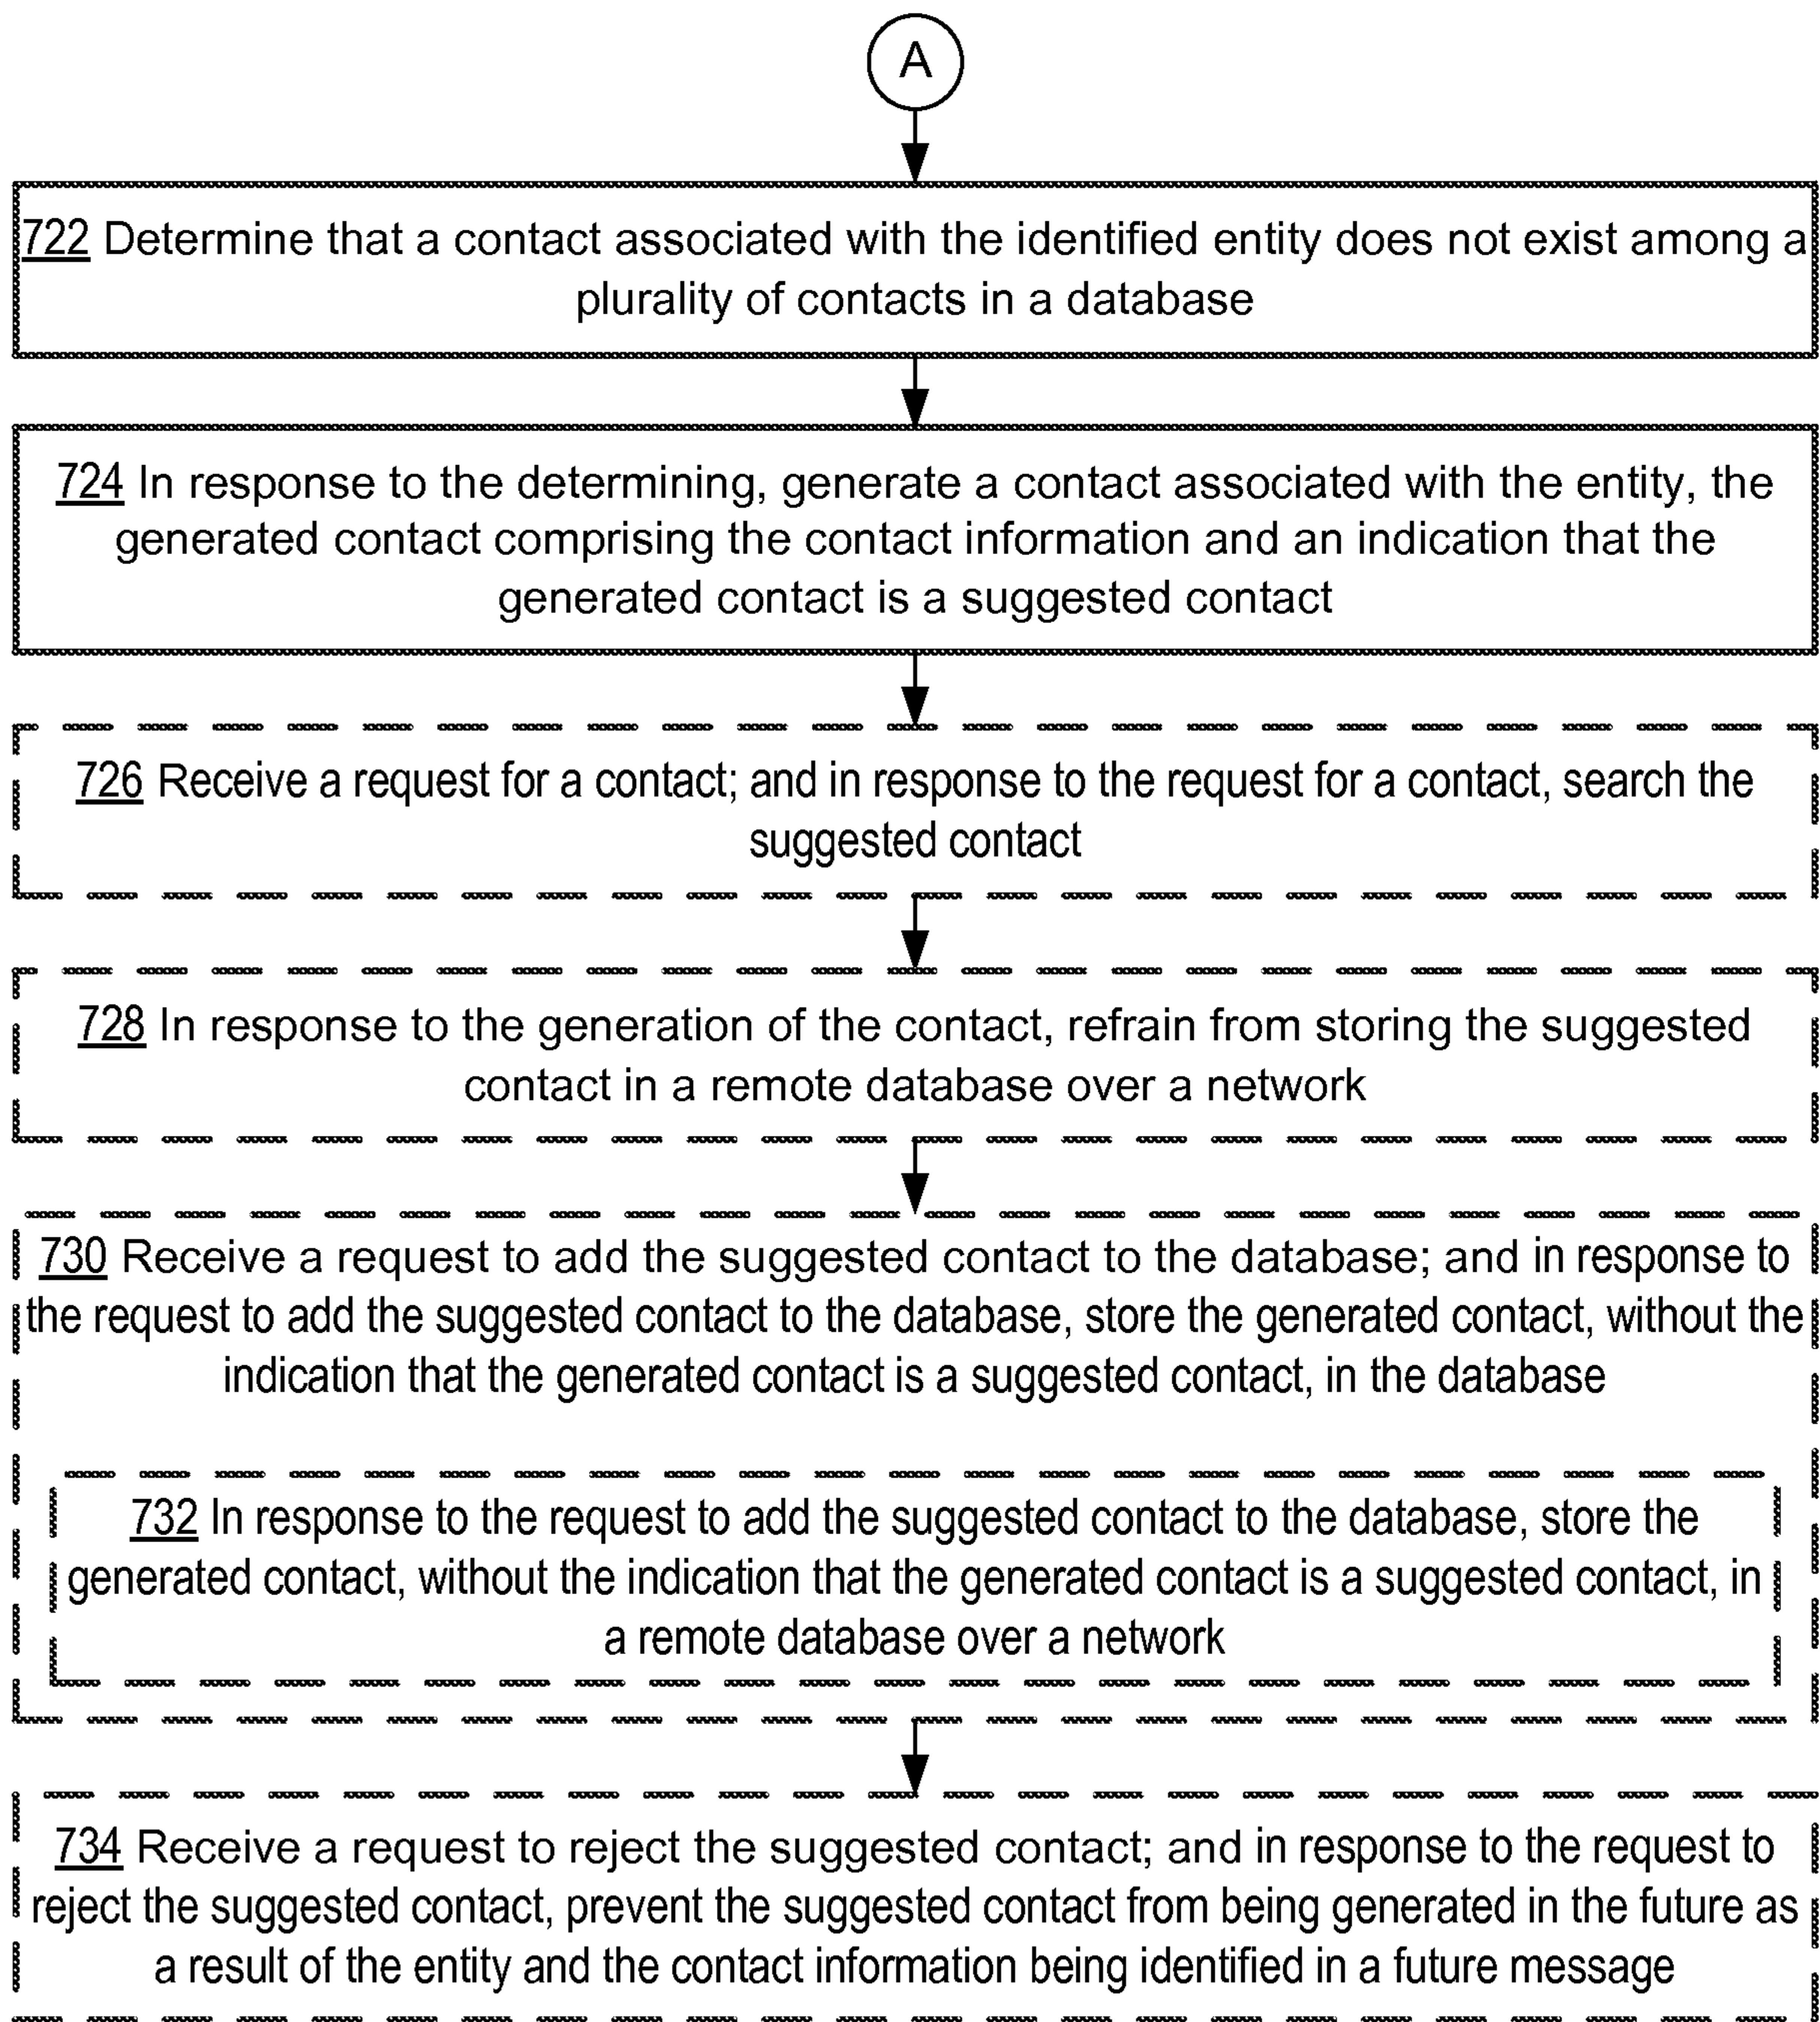 A
722 Determine that a contact associated with the identified entity does not exist among a
plurality of contacts in a database
724 In response to the determining, generate a contact associated with the entity, the
generated contact comprising the contact information and an indication that the
generated contact is a suggested contact
726 Receive a request for a contact; and in response to the request for a contact, search the
suggested contact
728 In response to the generation of the contact, refrain from storing the suggested
contact in a remote database over a network
730 Receive a request to add the suggested contact to the database; and in response to
the request to add the suggested contact to the database, store the generated contact, without the
indication that the generated contact is a suggested contact, in the database
732 In response to the request to add the suggested contact to the database, store the
generated contact, without the indication that the generated contact is a suggested contact, in
a remote database over a network
734 Receive a request to reject the suggested contact; and in response to the request to
reject the suggested contact, prevent the suggested contact from being generated in the future as
a result of the entity and the contact information being identified in a future message